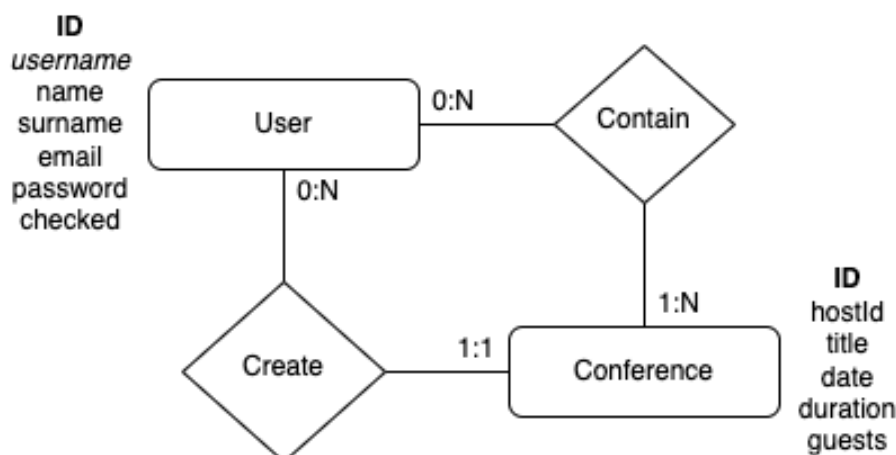 ID
username
name
surname
email
password
checked
User
0:N
Contain
0:N
1:N
Create
1:1
Conference
ID
hostId
title
date
duration
guests